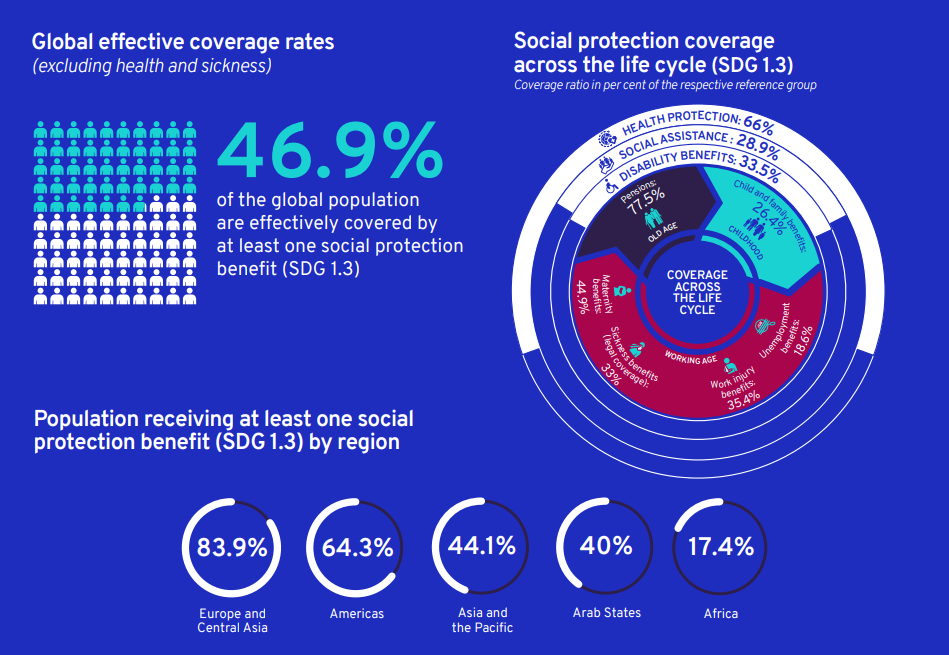 Global effective coverage rates
(excluding health and sickness)
46.9%
of the global population
are effectively covered by
at least one social protection
benefit (SDG 1.3)
Social protection coverage
across the life cycle (SDG 1.3)
Coverage ratio in per cent of the respective reference group
HEALTH PROTECTION: 66%
SOCIAL ASSISTANCE : 28.9%
DISABILITY BENEFITS: 33.5%
Pensions:
77.5%
OLD AGE
Child and family benefits:
26.4%
CHILDHOOD
COVERAGE
ACROSS
THE LIFE
CYCLE
Maternity
benefits:
44.9%
Sickness benefits
(legal coverage):
33%
WORKING AGE
Work injury
benefits:
35.4%
Unemployment
benefits:
18.6%
Population receiving at least one social
protection benefit (SDG 1.3) by region
83.9%
64.3%
44.1%
40%
17.4%
Europe and
Central Asia
Americas
Asia and
the Pacific
Arab States
Africa